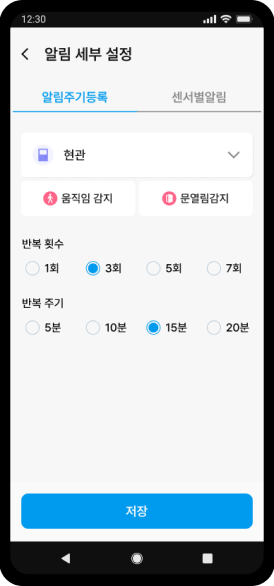 12:30
알림 세부 설정
알림주기등록 센서별알림
현관
움직임 감지 문열림감지
반복 횟수
1회 3회 5회 7회
반복 주기
5분 10분 15분 20분
저장